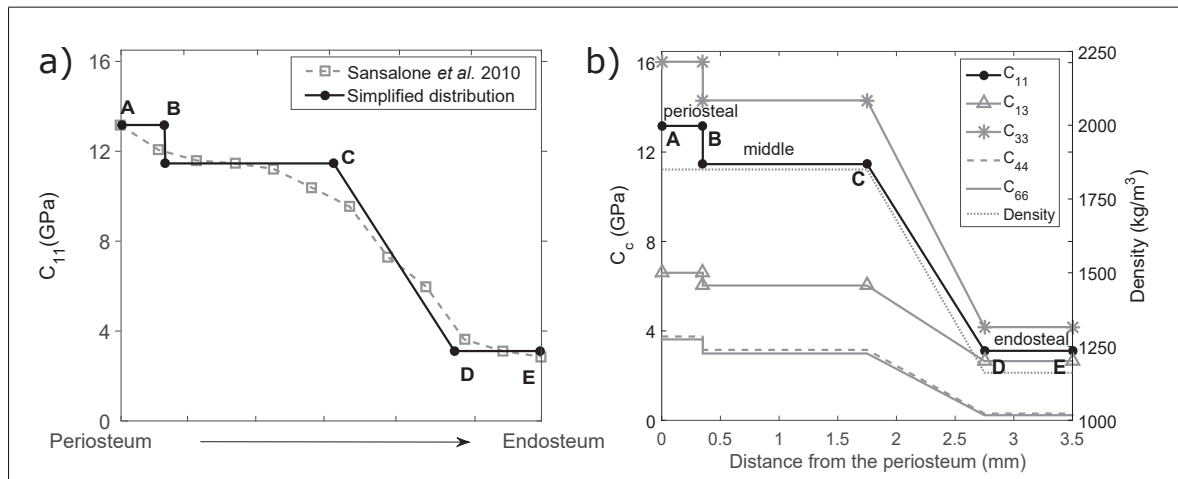 a)
16
12
8
4
0
C11(GPa)
Sansalone et al. 2010
Simplified distribution
A
B
C
D
E
Periosteum
Endosteum
b)
16
12
8
4
0
Cc (GPa)
periosteal
A
B
middle
C
endosteal
D
E
C11
C13
C33
C44
C66
Density
2250
2000
1750
1500
1250
1000
Density (kg/m3)
0 0.5 1 1.5 2 2.5 3 3.5
Distance from the periosteum (mm)